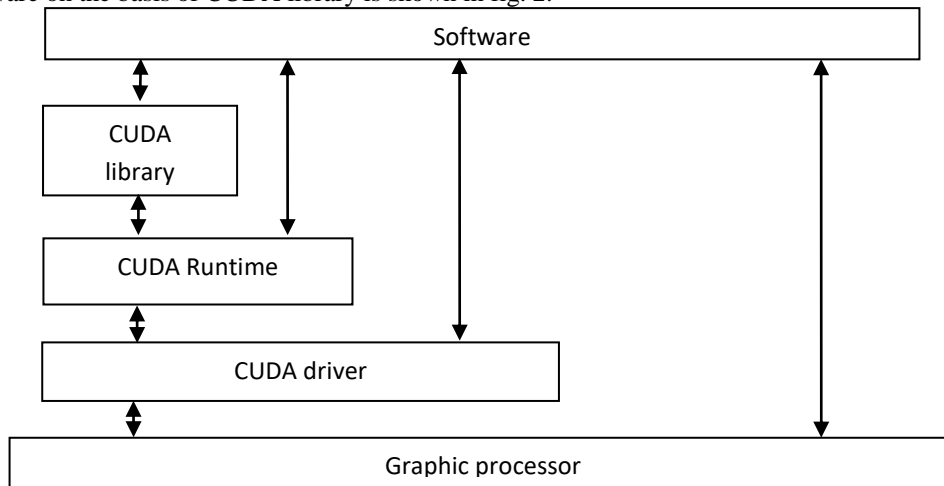 are on the basis of CUDA library is shown in fig. 2.
Software
CUDA
library
CUDA Runtime
CUDA driver
Graphic processor